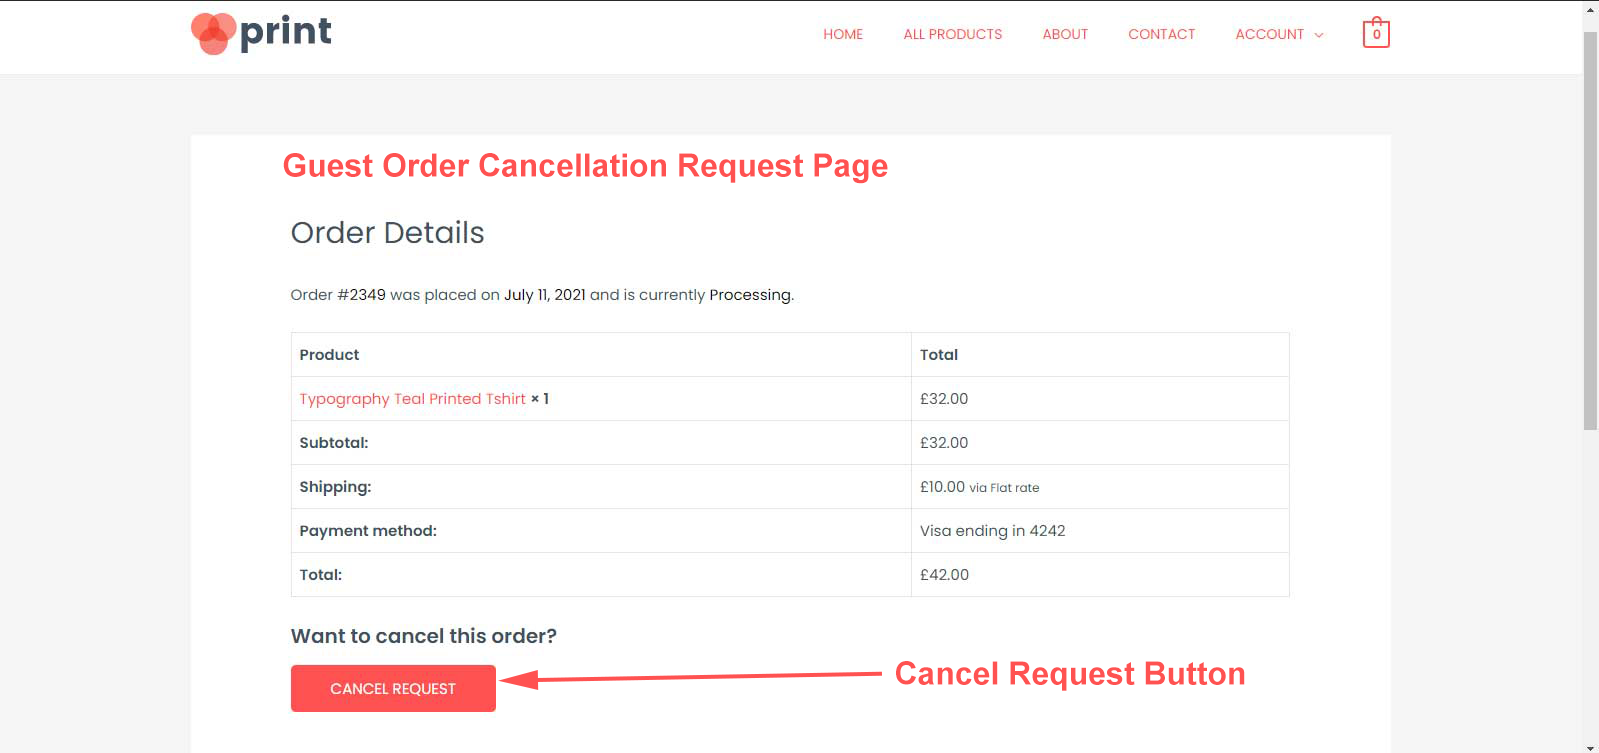 print
HOME ALL PRODUCTS ABOUT CONTACT ACCOUNT 0
Guest Order Cancellation Request Page
Order Details
Order #2349 was placed on July 11, 2021 and is currently Processing.
Product Total
Typography Teal Printed Tshirt × 1 £32.00
Subtotal: £32.00
Shipping: £10.00 via Flat rate
Payment method: Visa ending in 4242
Total: £42.00
Want to cancel this order?
CANCEL REQUEST
Cancel Request Button